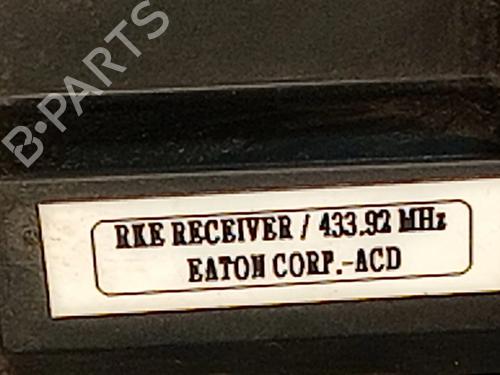 B-PARTS
RKE RECEIVER / 433.92 MHz
EATON CORP.-ACD